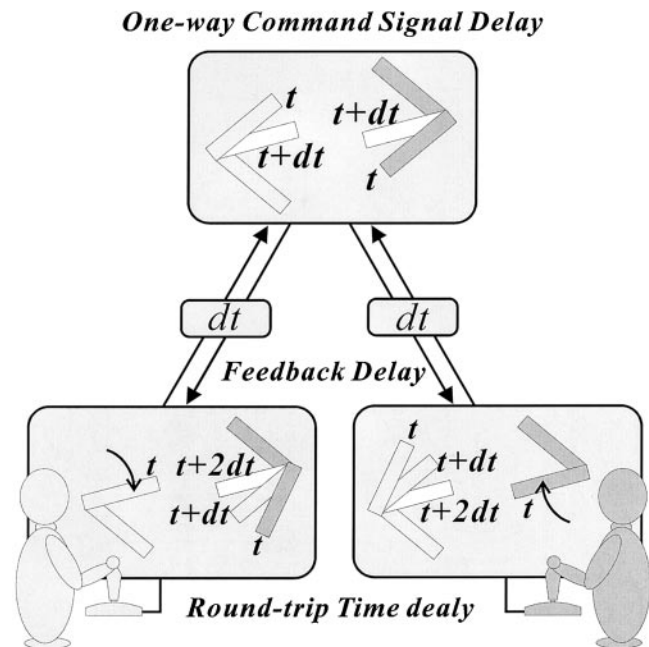 One-way Command Signal Delay
t
t+dt
t+dt
t
dt
dt
Feedback Delay
t
t+2dt
t+dt
t
t
t+dt
t+2dt
t
Round-trip Time dealy